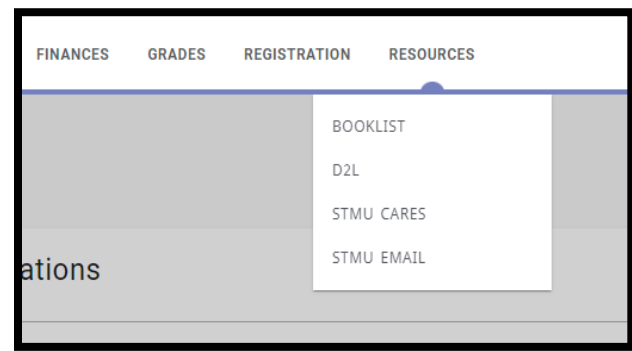 FINANCES GRADES REGISTRATION RESOURCES
BOOKLIST
D2L
STMU CARES
STMU EMAIL
ations